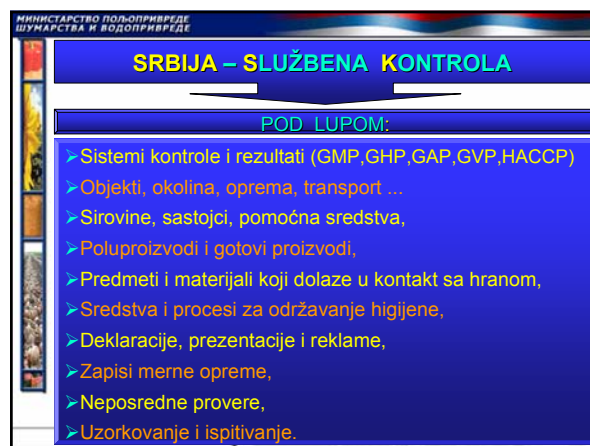 МИНИСТАРСТВО ПОЉОПРИВРЕДЕ
ШУМАРСТВА И ВОДОПРИВРЕДЕ
SRBIJA – SLUŽBENA KONTROLA
POD LUPOM:
➢Sistemi kontrole i rezultati (GMP,GHP,GAP,GVP,HACCP)
➢Objekti, okolina, oprema, transport ...
➢Sirovine, sastojci, pomoćna sredstva,
➢Poluproizvodi i gotovi proizvodi,
➢Predmeti i materijali koji dolaze u kontakt sa hranom,
➢Sredstva i procesi za održavanje higijene,
➢Deklaracije, prezentacije i reklame,
➢Zapisi merne opreme,
➢Neposredne provere,
➢Uzorkovanje i ispitivanje.